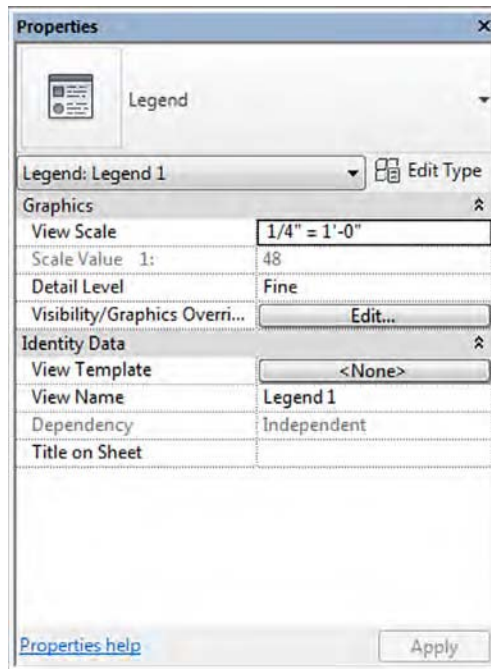 Properties
Legend
Legend: Legend 1 Edit Type
Graphics
View Scale 1/4" = 1'-0"
Scale Value 1: 48
Detail Level Fine
Visibility/Graphics Overri... Edit...
Identity Data
View Template <None>
View Name Legend 1
Dependency Independent
Title on Sheet
Properties help Apply